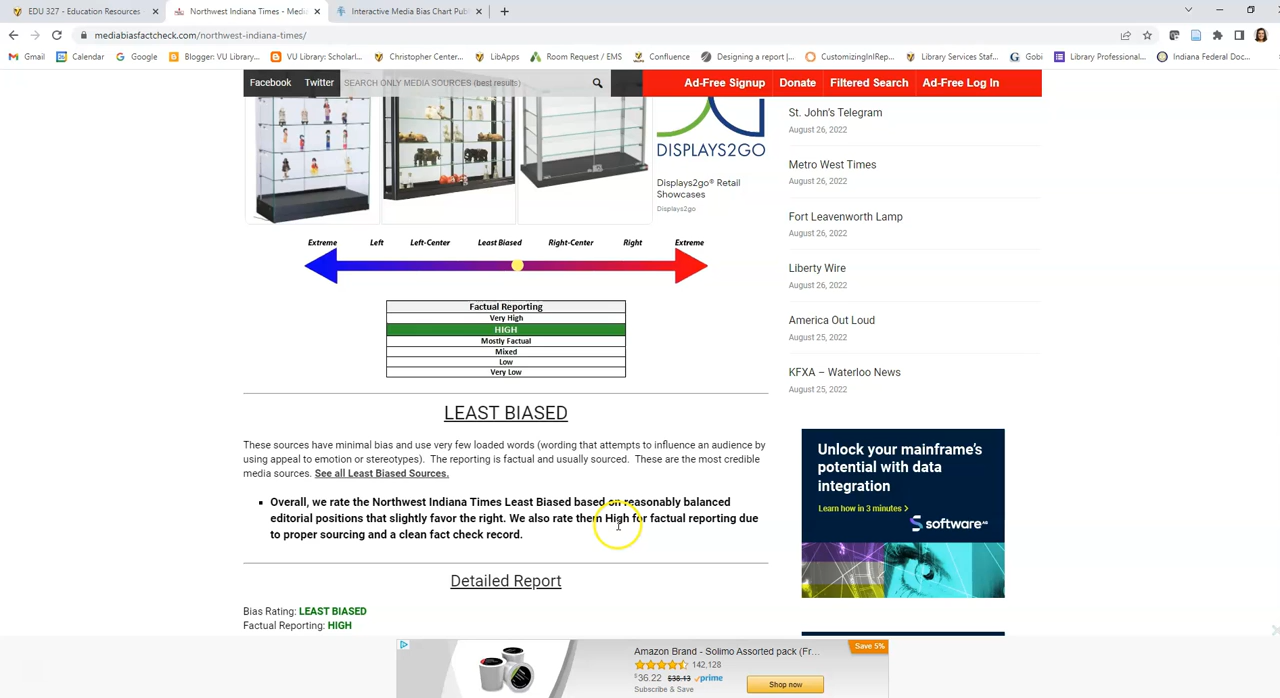 EDU 327 - Education Resources
Northwest Indiana Times - Medi
Interactive Media Bias Chart Pub
mediabiasfactcheck.com/northwest-indiana-times/
Gmail
Calendar
Google
Blogger: VU Library...
VU Library: Scholarl...
Christopher Center...
LibApps
Room Request / EMS
Confluence
Designing a report |...
CustomizingInRep...
Library Services Staf...
Gobi
Library Professional...
Indiana Federal Doc...
Facebook
Twitter
SEARCH ONLY MEDIA SOURCES (best results)
Ad-Free Signup
Donate
Filtered Search
Ad-Free Log In
DISPLAYS2GO
Displays2go® Retail
Showcases
Displays2go
Extreme Left Left-Center Least Biased Right-Center Right Extreme
Factual Reporting
Very High
HIGH
Mostly Factual
Mixed
Low
Very Low
LEAST BIASED
These sources have minimal bias and use very few loaded words (wording that attempts to influence an audience by
using appeal to emotion or stereotypes). The reporting is factual and usually sourced. These are the most credible
media sources. See all Least Biased Sources.
Overall, we rate the Northwest Indiana Times Least Biased based on reasonably balanced
editorial positions that slightly favor the right. We also rate them High for factual reporting due
to proper sourcing and a clean fact check record.
Detailed Report
Bias Rating: LEAST BIASED
Factual Reporting: HIGH
St. John's Telegram
August 26, 2022
Metro West Times
August 26, 2022
Fort Leavenworth Lamp
August 26, 2022
Liberty Wire
August 26, 2022
America Out Loud
August 25, 2022
KFXA – Waterloo News
August 25, 2022
Unlock your mainframe's
potential with data
integration
Learn how in 3 minutes >
software AG
Amazon Brand - Solimo Assorted pack (Fr...
142,128
$36.22 $38.13 prime
Subscribe & Save
Save 5%
Shop now